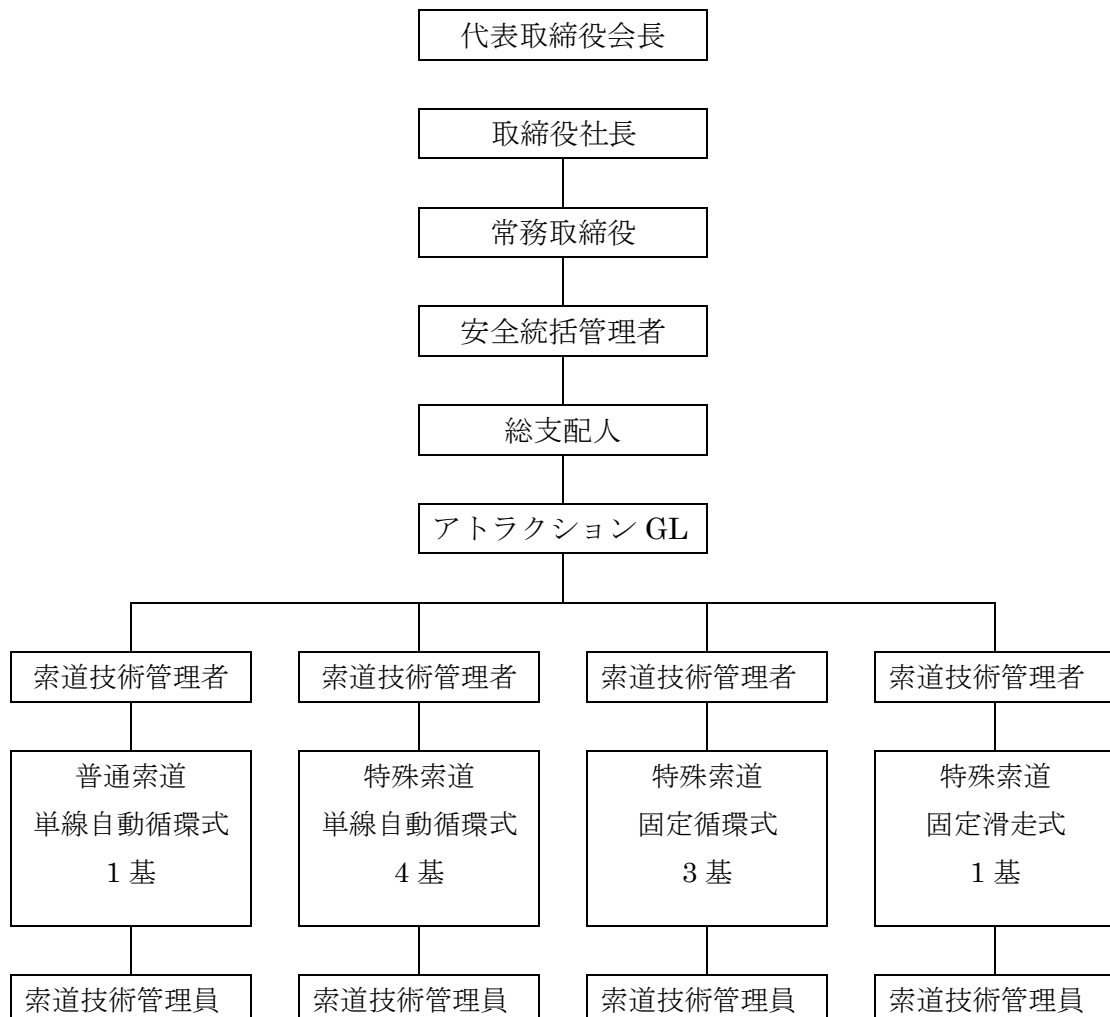 代表取締役会長
取締役社長
常務取締役
安全統括管理者
総支配人
アトラクション GL
索道技術管理者
索道技術管理者
索道技術管理者
索道技術管理者
普通索道
単線自動循環式
1 基
特殊索道
単線自動循環式
4 基
特殊索道
固定循環式
3 基
特殊索道
固定滑走式
1 基
索道技術管理員
索道技術管理員
索道技術管理員
索道技術管理員